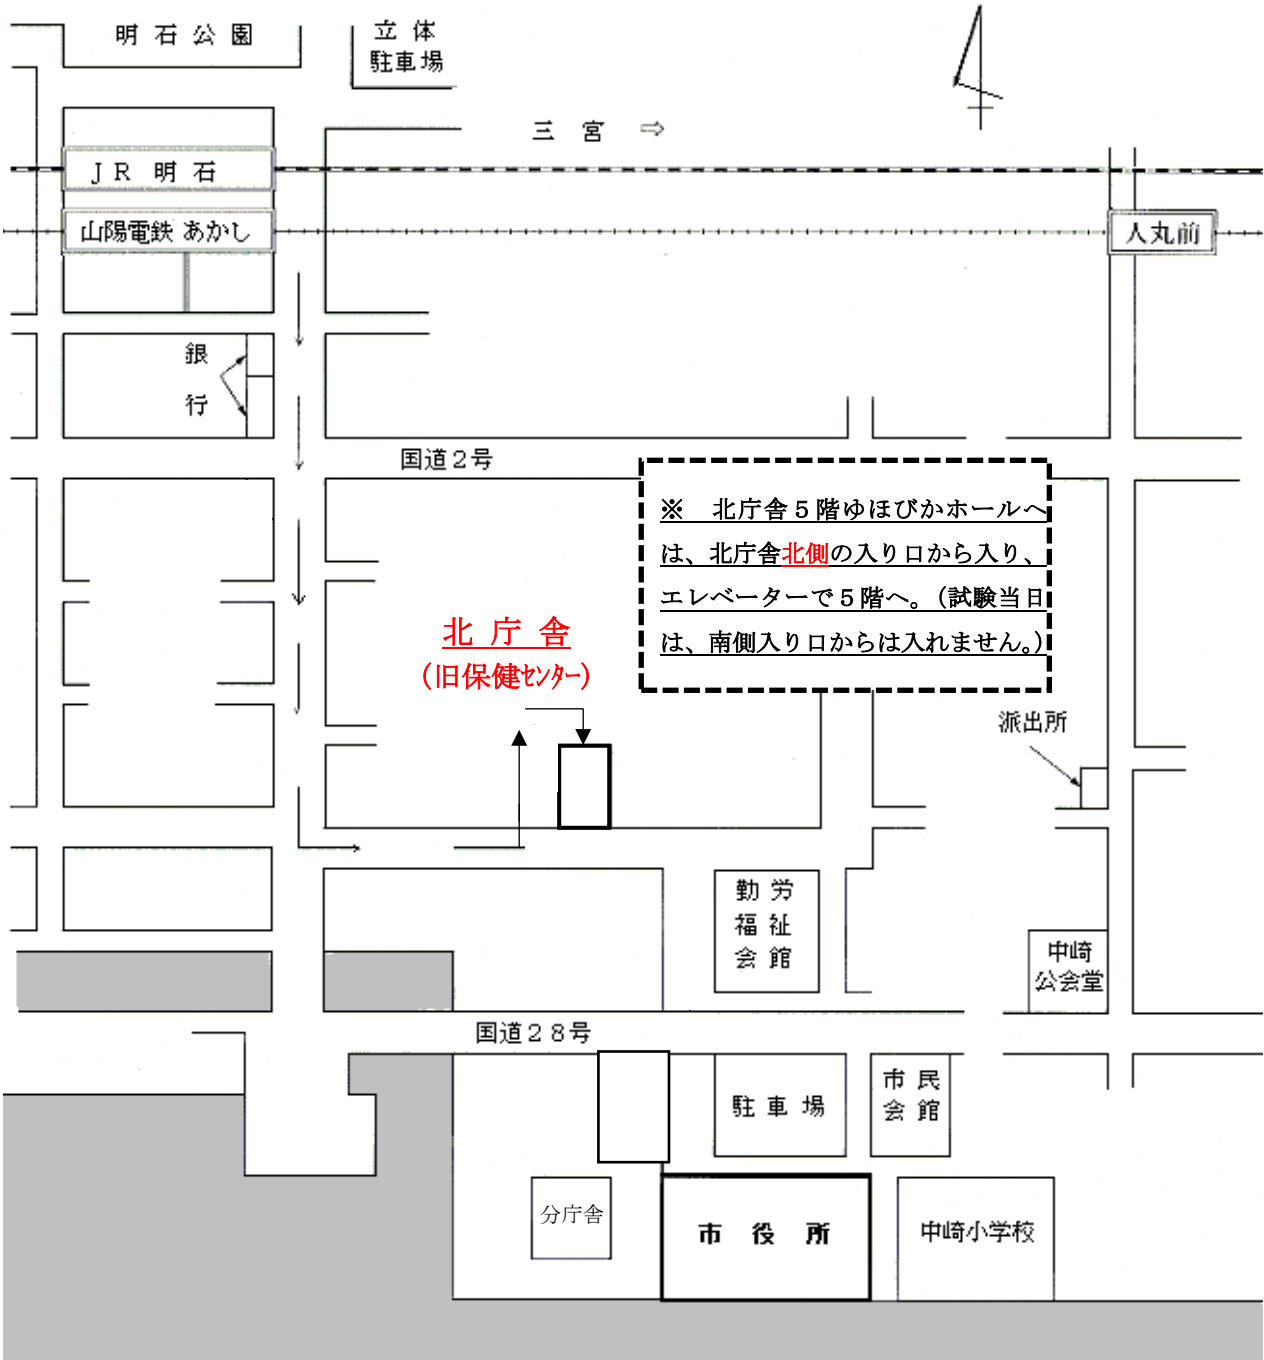 明石公園
立体
駐車場
三宮 ⇨
JR 明石
山陽電鉄 あかし
人丸前
銀
行
国道2号
※ 北庁舎5階ゆほびかホールへ
は、北庁舎北側の入り口から入り、
エレベーターで5階へ。(試験当日
は、南側入り口からは入れません。)
北庁舎
(旧保健センター)
派出所
勤労
福祉
会館
中崎
公会堂
国道28号
駐車場
市民
会館
分庁舎
市役所
中崎小学校